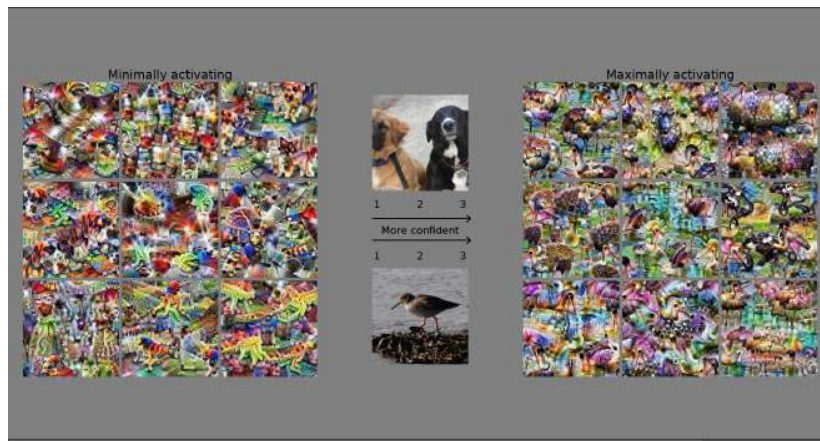 Minimally activating
Maximally activating
1 2 3
More confident
1 2 3